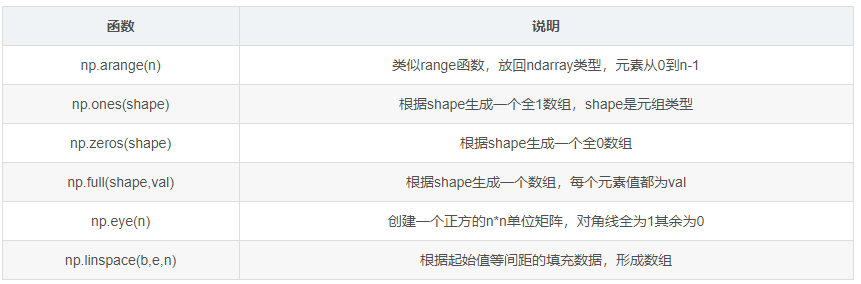 函数 说明
np.arange(n) 类似range函数，放回ndarray类型，元素从0到n-1
np.ones(shape) 根据shape生成一个全1数组，shape是元组类型
np.zeros(shape) 根据shape生成一个全0数组
np.full(shape,val) 根据shape生成一个数组，每个元素值都为val
np.eye(n) 创建一个正方的n*n单位矩阵，对角线全为1其余为0
np.linspace(b,e,n) 根据起始值等间距的填充数据，形成数组